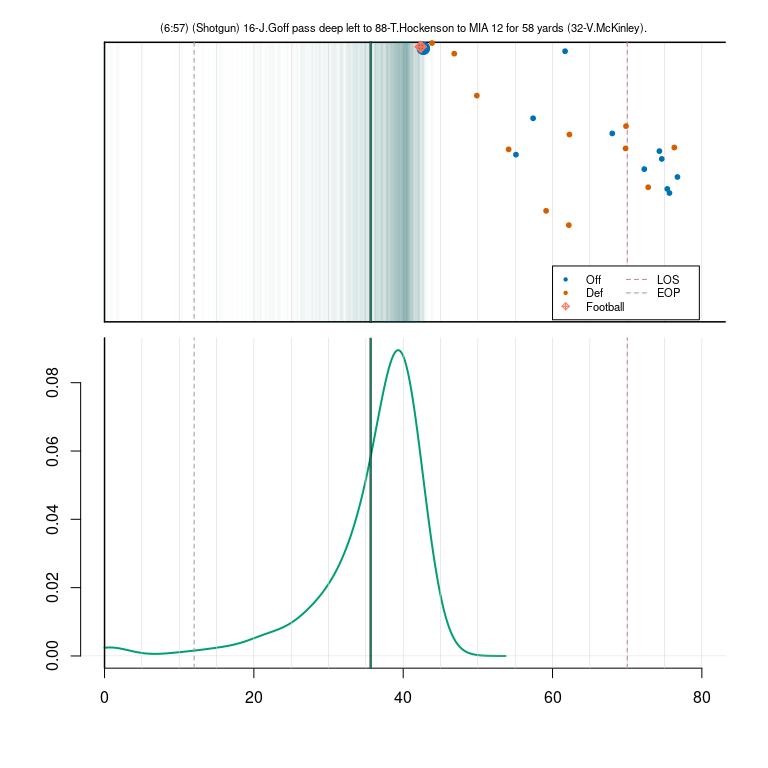 (6:57) (Shotgun) 16-J.Goff pass deep left to 88-T.Hockenson to MIA 12 for 58 yards (32-V.McKinley).
Off
LOS
Def
EOP
Football
0.08
0.06
0.04
0.02
0.00
0
20
40
60
80